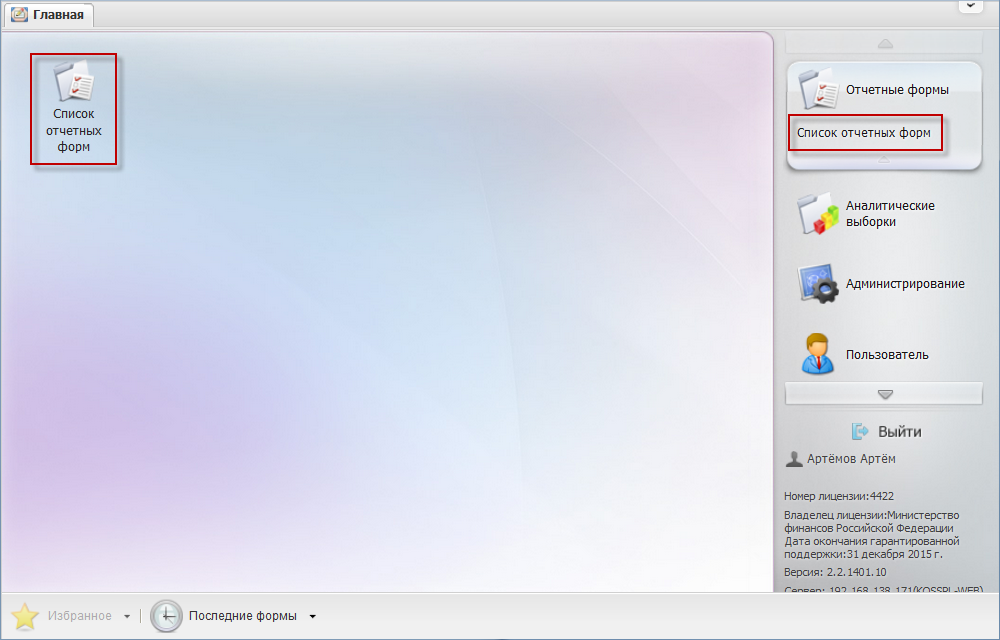 Главная
Список
отчетных
форм
Отчетные формы
Список отчетных форм
Аналитические
выборки
Администрирование
Пользователь
Выйти
Артёмов Артём
Номер лицензии:4422
Владелец лицензии:Министерство
финансов Российской Федерации
Дата окончания гарантированной
поддержки:31 декабря 2015 г.
Версия: 2.2.1401.10
Сервер: 192.168.138.171(KOSSPL-WEB)
Избранное
Последние формы